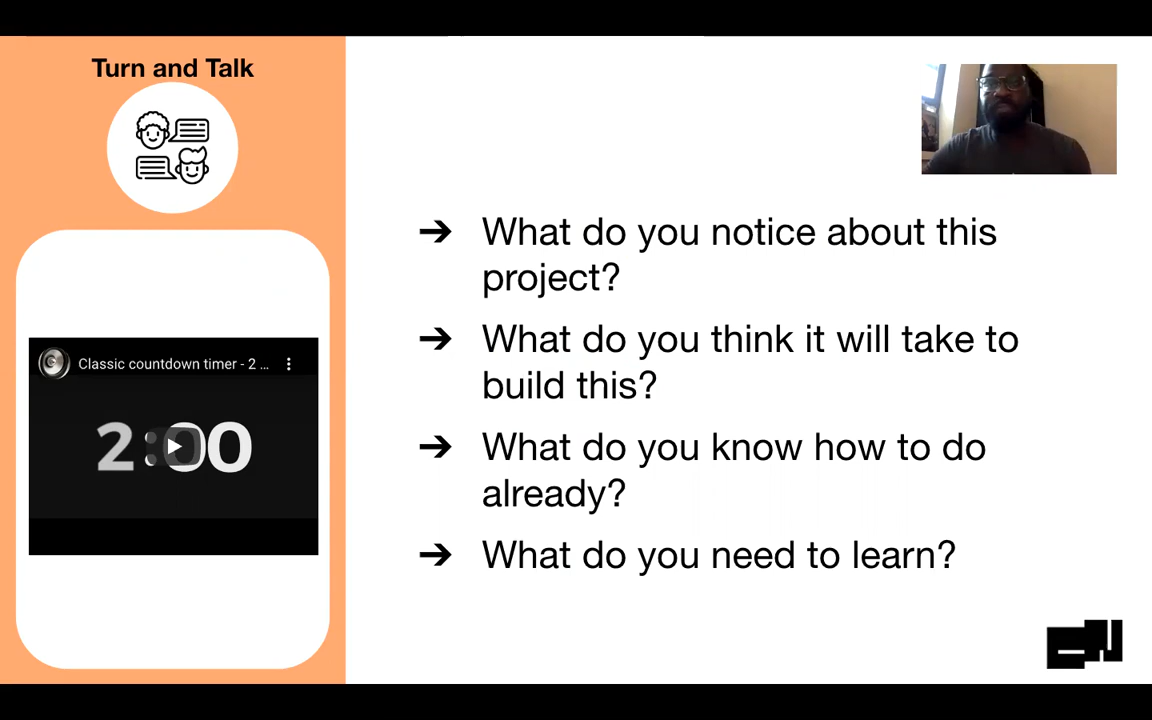 Turn and Talk
Classic countdown timer - 2 ...
2:00
➔ What do you notice about this
project?
➔ What do you think it will take to
build this?
➔ What do you know how to do
already?
➔ What do you need to learn?